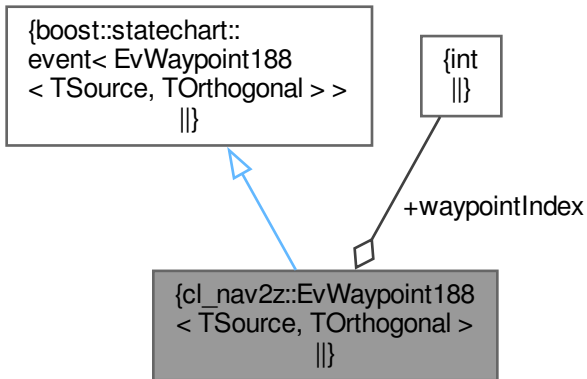 {boost::statechart::
event< EvWaypoint188
< TSource, TOrthogonal > >
||}
{int
||}
+waypointIndex
{cl_nav2z::EvWaypoint188
< TSource, TOrthogonal >
||}